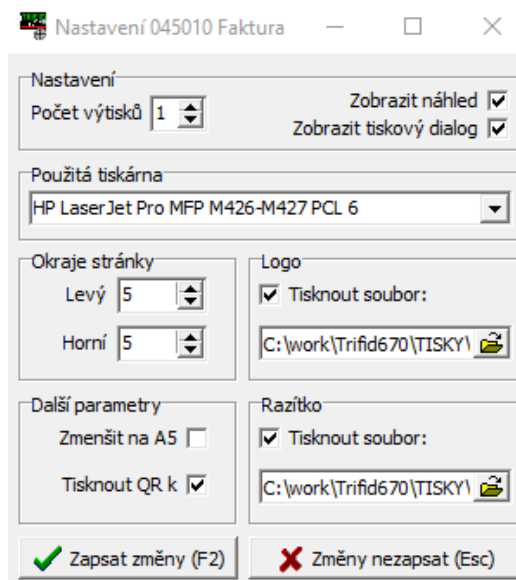 Nastavení 045010 Faktura
Nastavení
Počet výtisků 1
Zobrazit náhled
Zobrazit tiskový dialog
Použitá tiskárna
HP LaserJet Pro MFP M426-M427 PCL 6
Okraje stránky
Levý 5
Horní 5
Logo
Tisknout soubor:
C:\work\Trifid670\TISKY\
Další parametry
Zmenšit na A5
Tisknout QR k
Razítko
Tisknout soubor:
C:\work\Trifid670\TISKY\
Zapsat změny (F2)
Změny nezapsat (Esc)